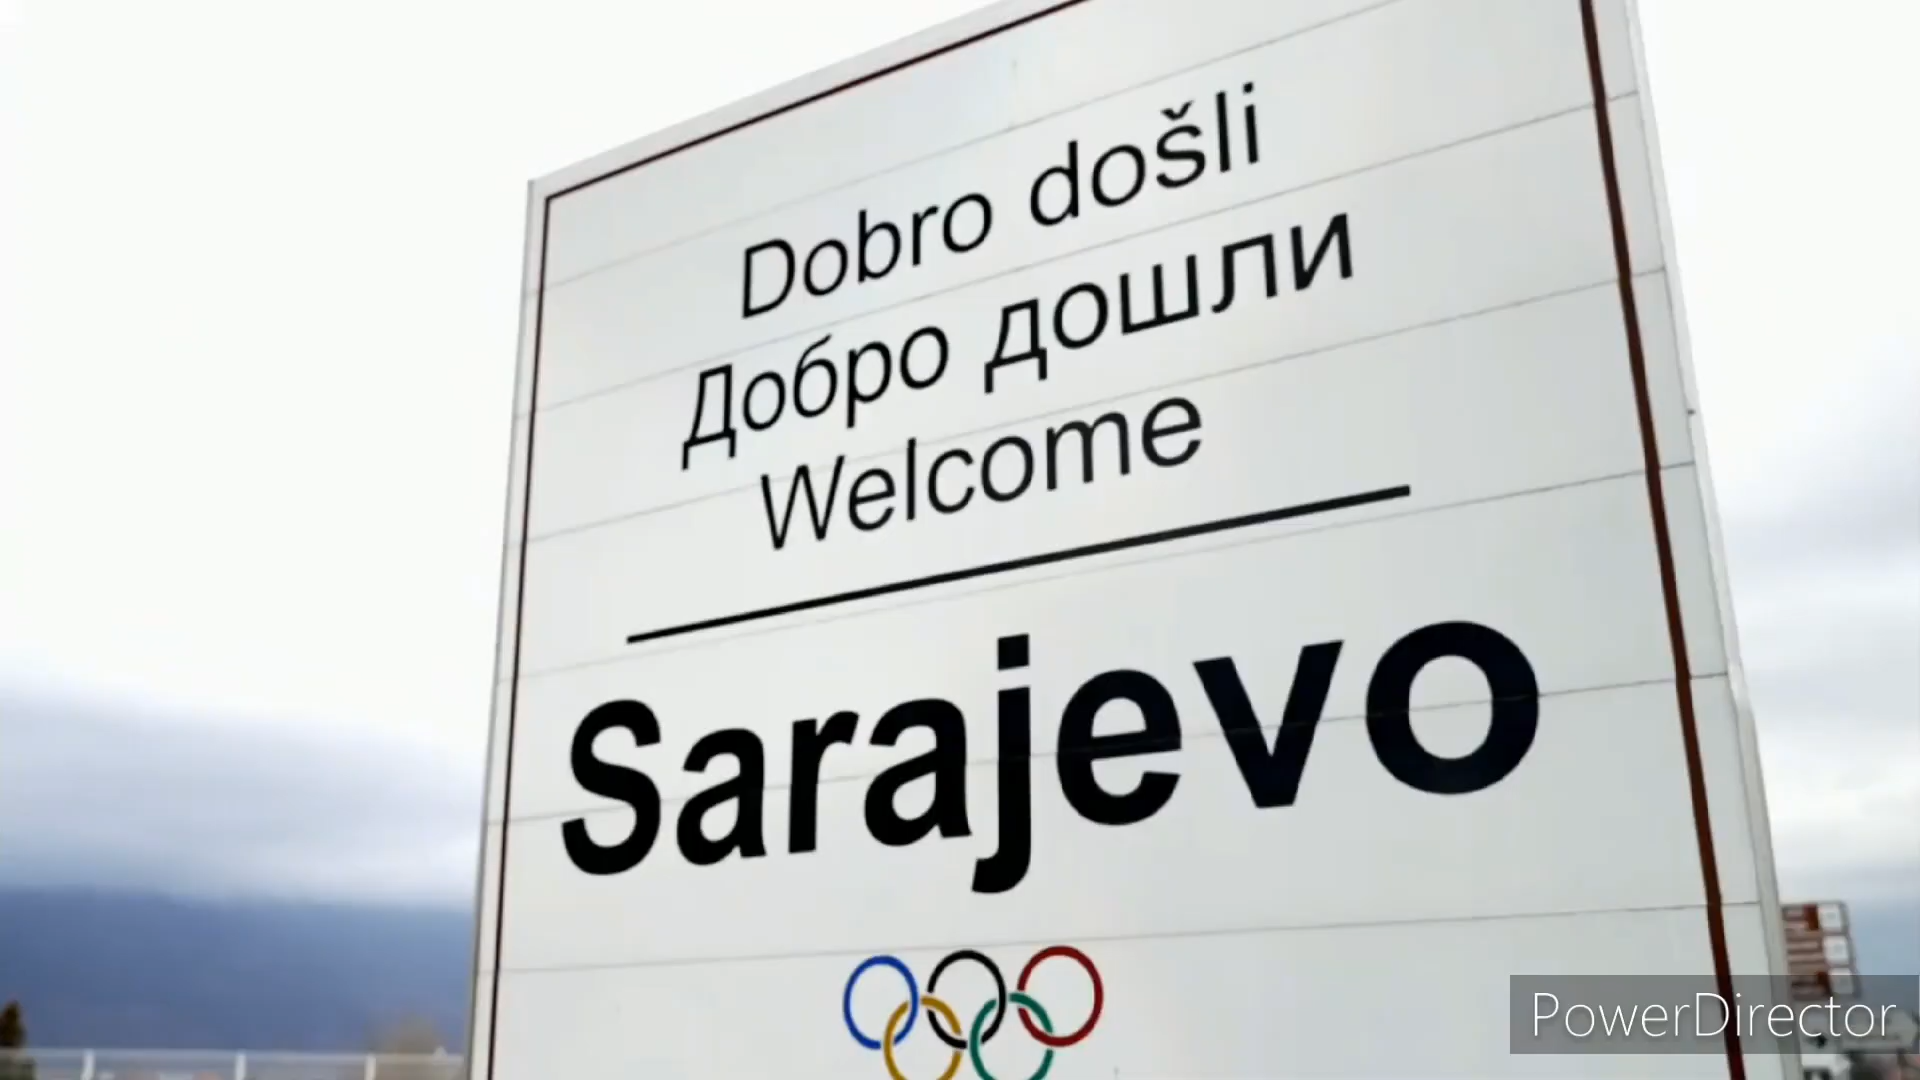 Dobro došli
Добро дошли
Welcome
Sarajevo
PowerDirector